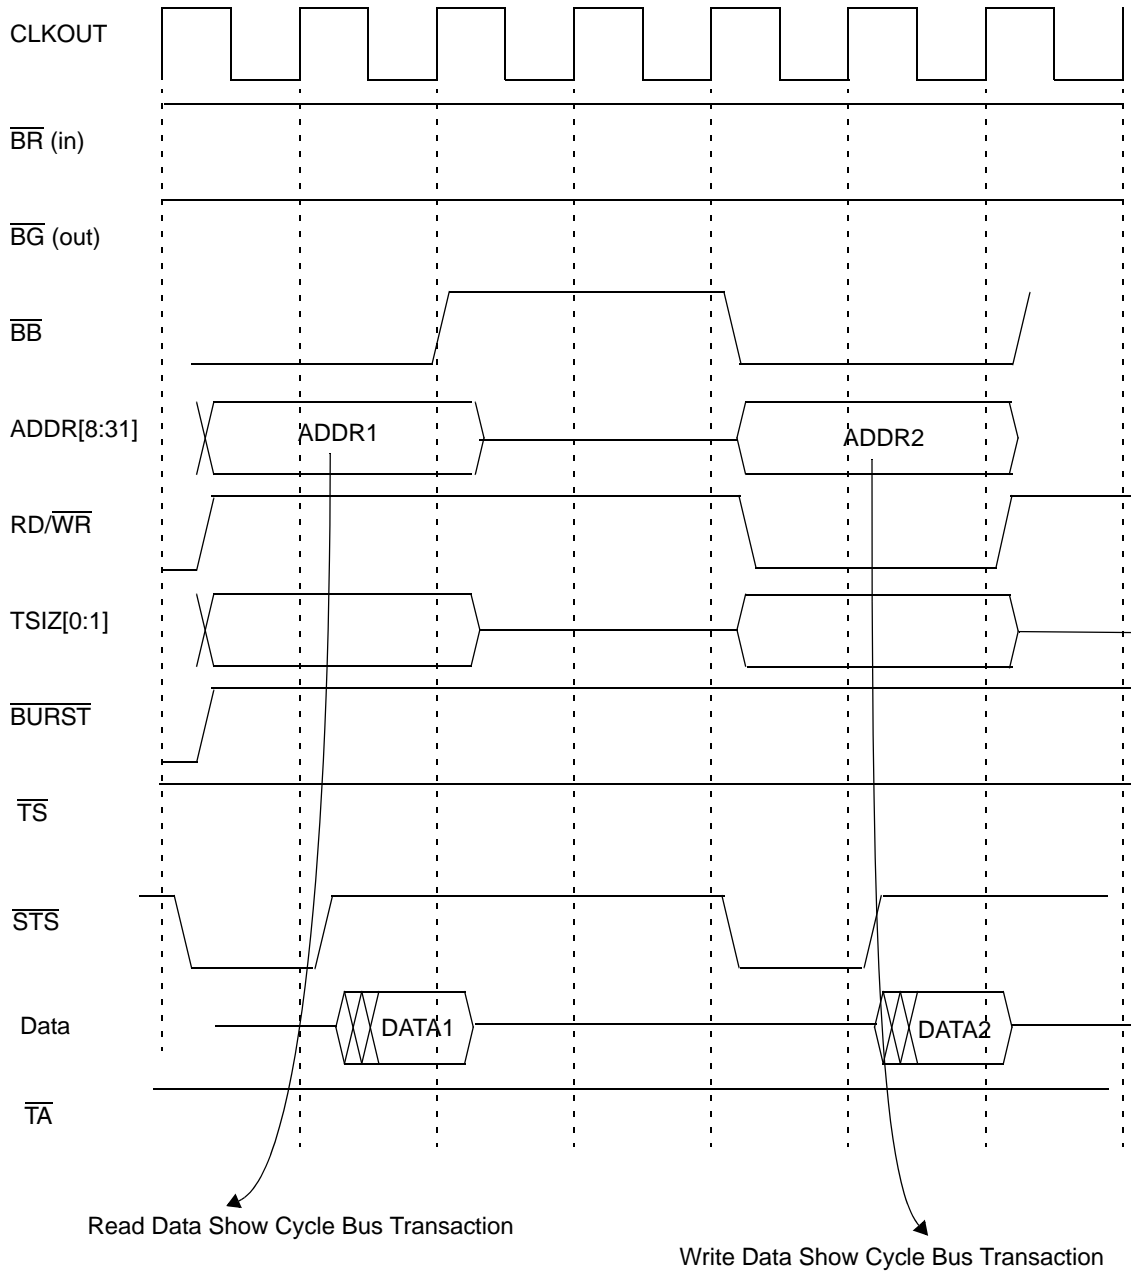 CLKOUT
BR (in)
BG (out)
BB
ADDR[8:31]
ADDR1
ADDR2
RD/WR
TSIZ[0:1]
BURST
TS
STS
Data
DATA1
DATA2
TA
Read Data Show Cycle Bus Transaction
Write Data Show Cycle Bus Transaction